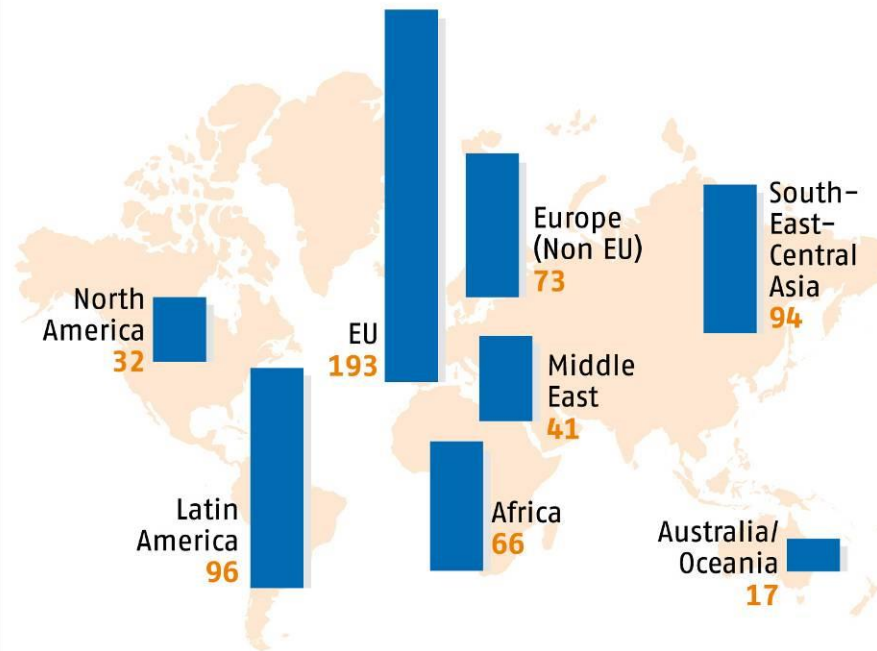 North
America
32
Latin
America
96
EU
193
Europe
(Non EU)
73
Middle
East
41
Africa
66
South-
East-
Central
Asia
94
Australia/
Oceania
17